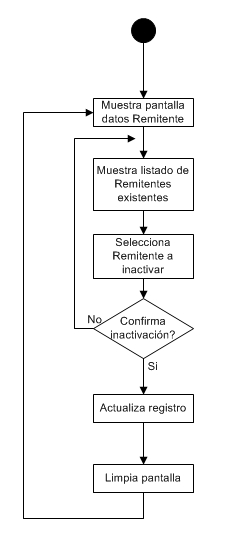 Muestra pantalla
datos Remitente
Muestra listado de
Remitentes
existentes
Selecciona
Remitente a
inactivar
No
Confirma
inactivación?
Si
Actualiza registro
Limpia pantalla